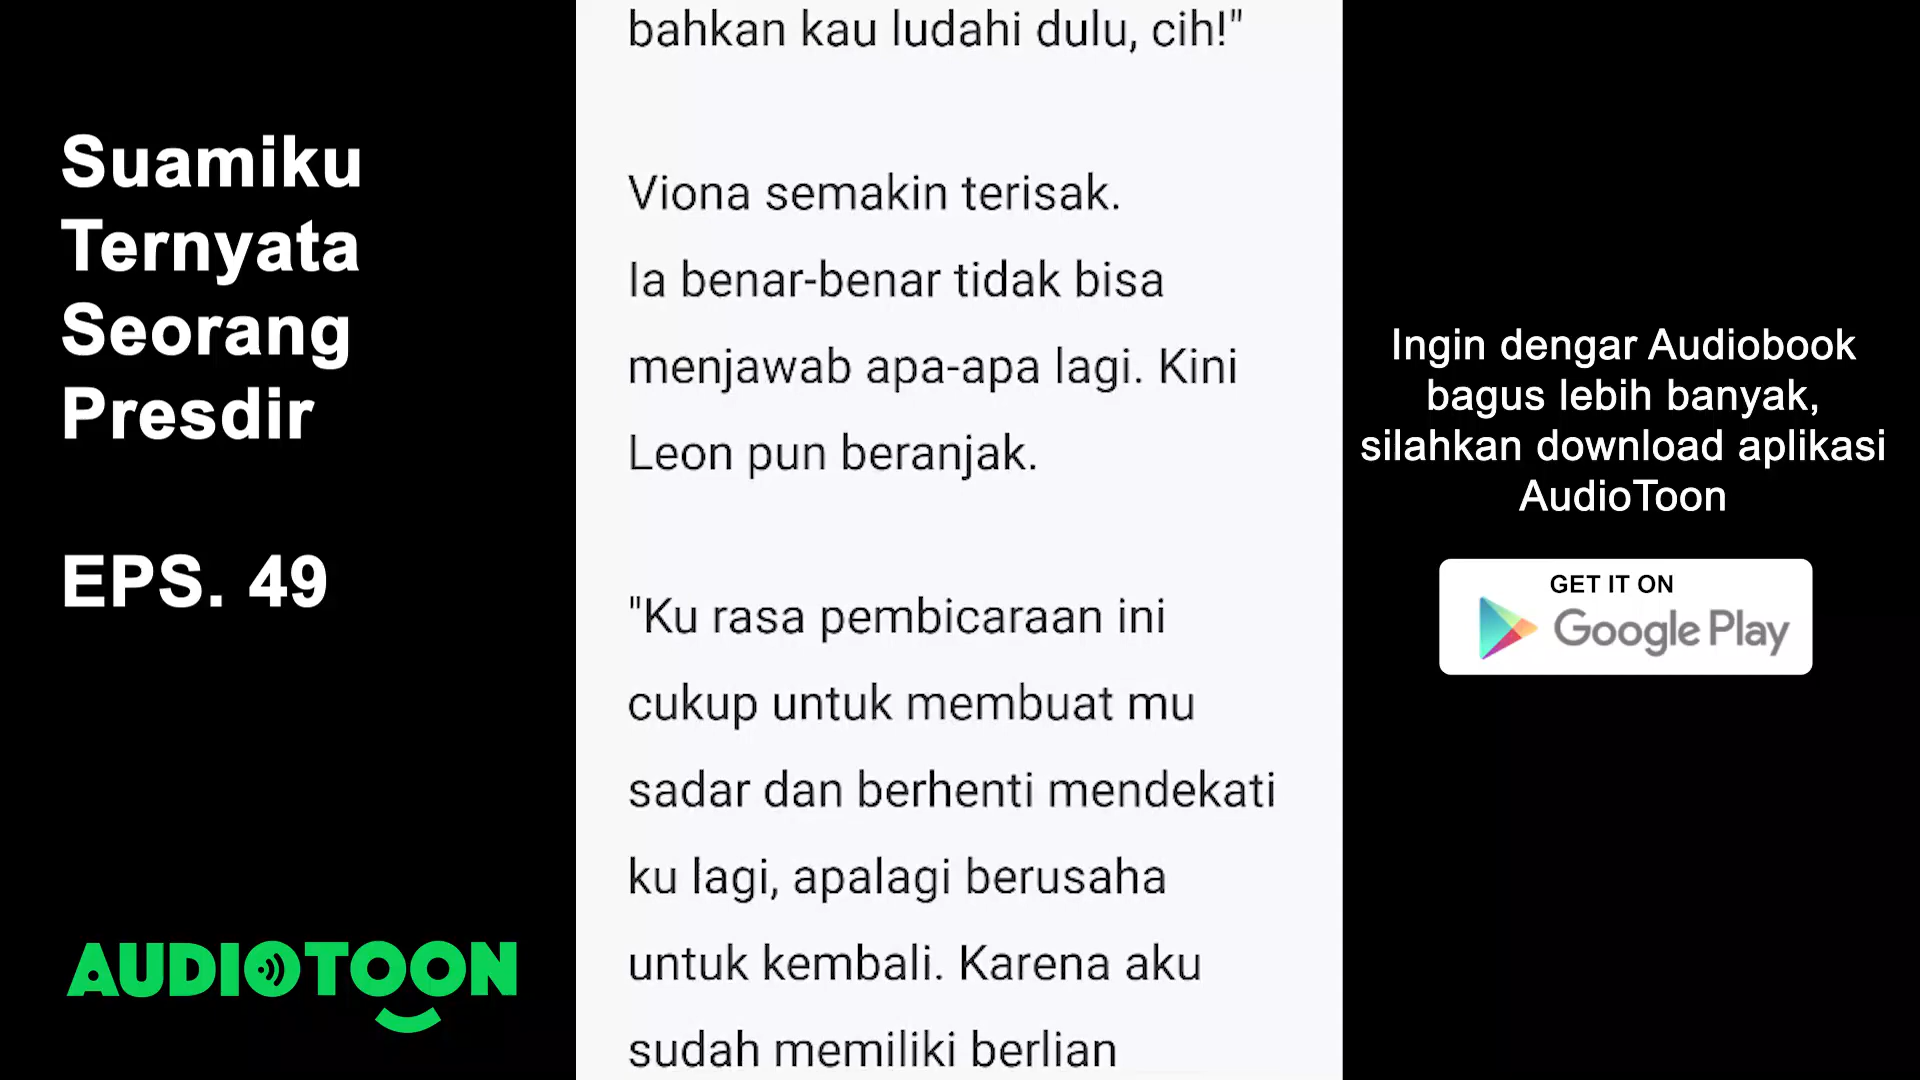 Suamiku
Ternyata
Seorang
Presdir
EPS. 49
AUDIOTOON
bahkan kau ludahi dulu, cih!"
Viona semakin terisak.
Ia benar-benar tidak bisa
menjawab apa-apa lagi. Kini
Leon pun beranjak.
"Ku rasa pembicaraan ini
cukup untuk membuat mu
sadar dan berhenti mendekati
ku lagi, apalagi berusaha
untuk kembali. Karena aku
sudah memiliki berlian
Ingin dengar Audiobook
bagus lebih banyak,
silahkan download aplikasi
AudioToon
GET IT ON
Google Play